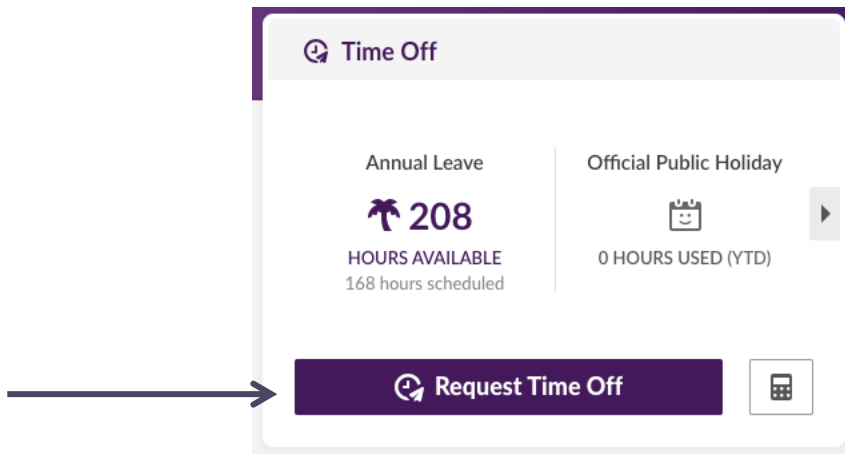 Time Off
Annual Leave
208
HOURS AVAILABLE
168 hours scheduled
Official Public Holiday
0 HOURS USED (YTD)
Request Time Off